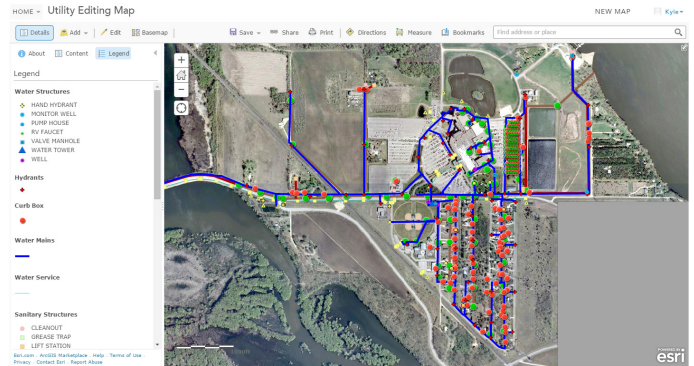 HOME Utility Editing Map NEW MAP Kyle
Details Add Edit Basemap Save Share Print Directions Measure Bookmarks Find address or place
About Content Legend
Legend
Water Structures
HAND HYDRANT
MONITOR WELL
PUMP HOUSE
RV FAUCET
VALVE MANHOLE
WATER TOWER
WELL
Hydrants
Curb Box
Water Mains
Water Service
Sanitary Structures
CLEANOUT
GREASE TRAP
LIFT STATION
Esri.com . ArcGIS Marketplace . Help . Terms of Use .
Privacy . Contact Esri . Report Abuse
POWERED BY
esri